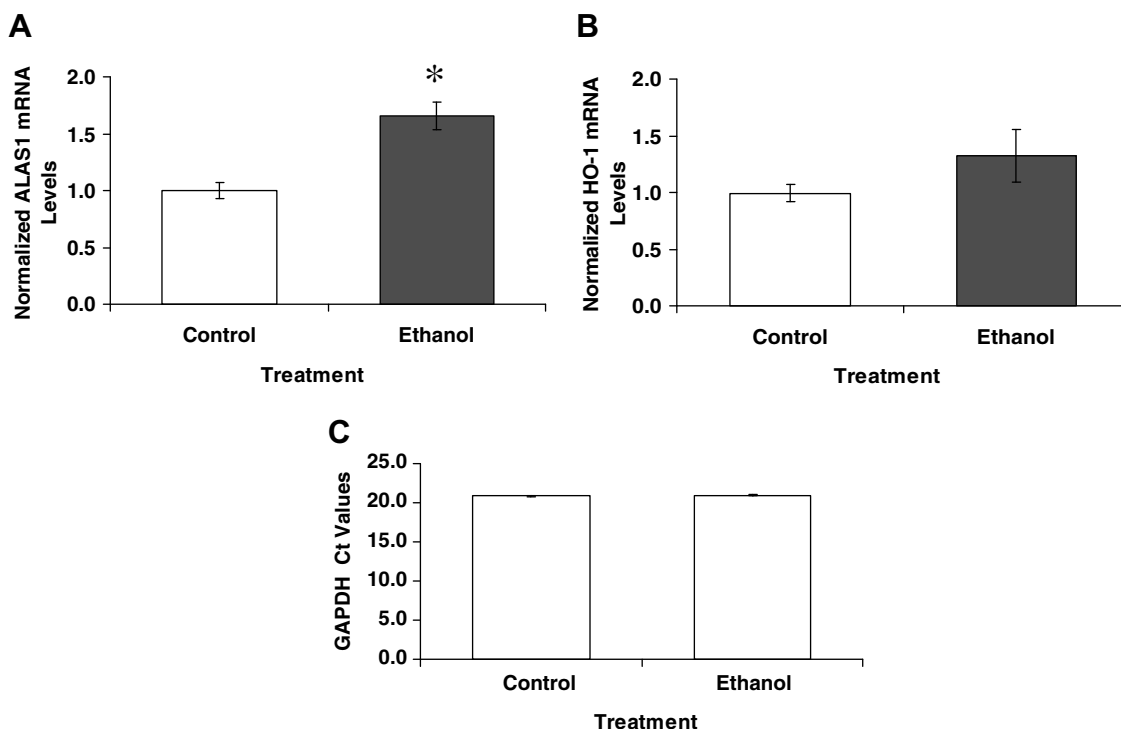 A
Normalized ALAS1 mRNA
Levels
2.0
1.5
1.0
0.5
0.0
*
Control
Ethanol
Treatment
B
Normalized HO-1 mRNA
Levels
2.0
1.5
1.0
0.5
0.0
Control
Ethanol
Treatment
C
GAPDH Ct Values
25.0
20.0
15.0
10.0
5.0
0.0
Control
Ethanol
Treatment